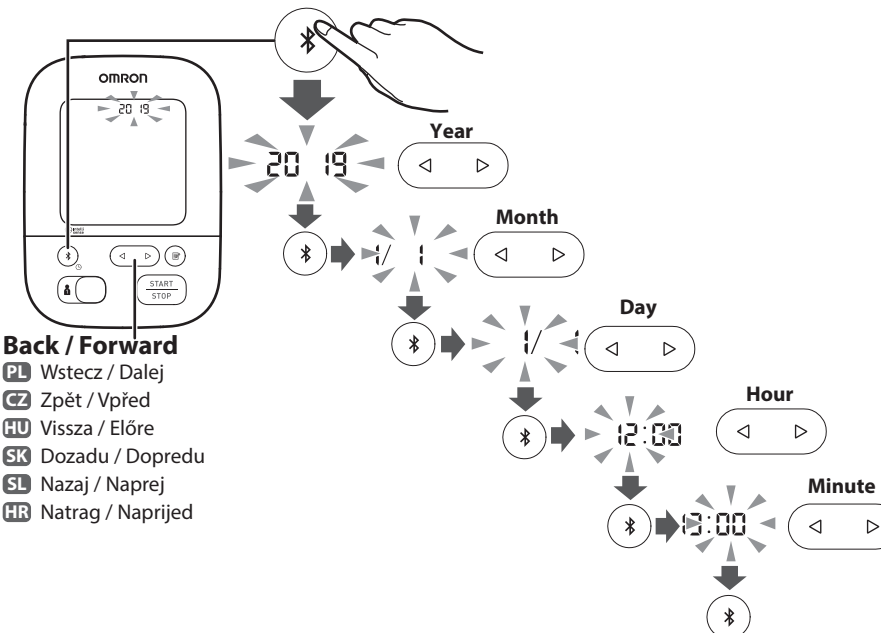 OMRON
20 19
Year
20 19
Month
1/ 1
Day
1/ 1
START
STOP
Back / Forward
PL Wstecz / Dalej
CZ Zpět / Vpřed
HU Vissza / Előre
SK Dozadu / Dopredu
SL Nazaj / Naprej
HR Natrag / Naprijed
Hour
12:00
Minute
13:00